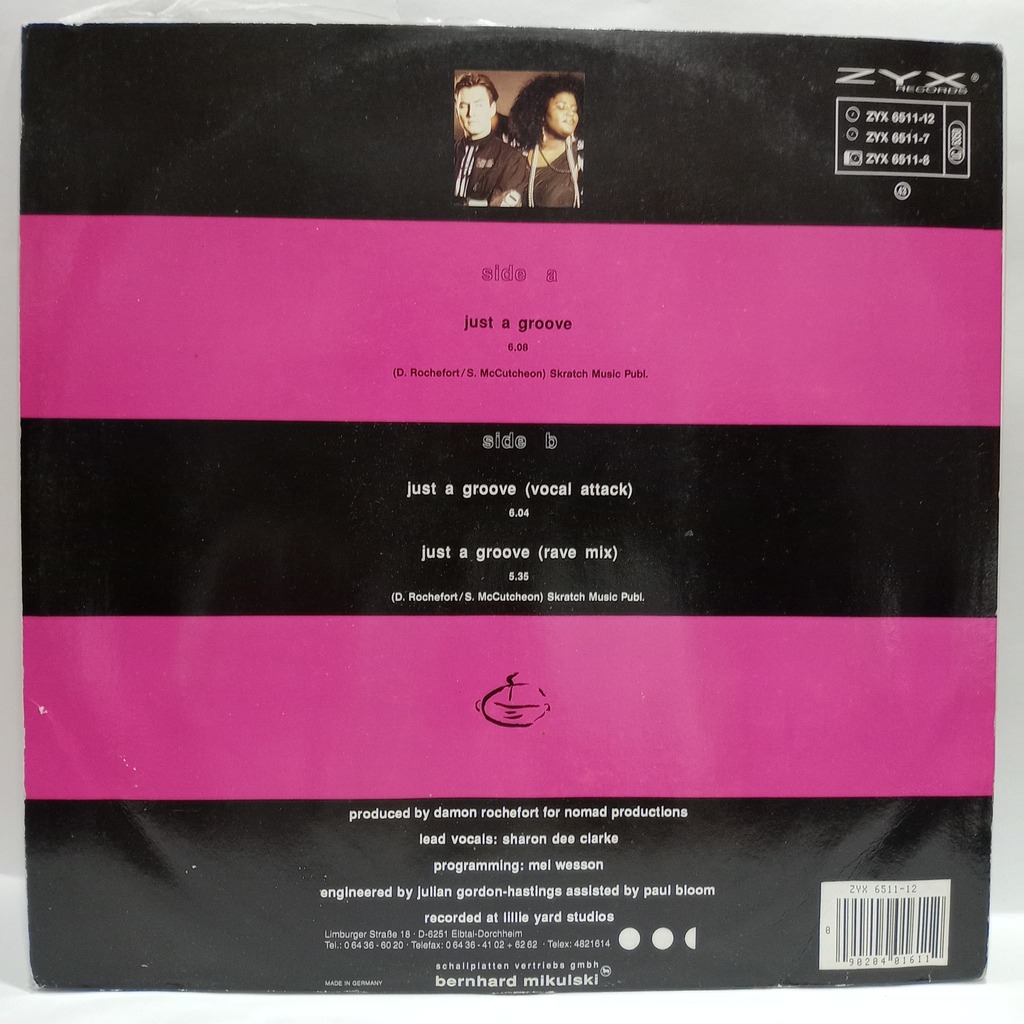 ZYX®
RECORDS
ZYX 6511-12
ZYX 6511-7
ZYX 6511-8
side a
just a groove
6.08
(D. Rochefort/S. McCutcheon) Skratch Music Publ.
side b
just a groove (vocal attack)
6.04
just a groove (rave mix)
5.35
(D. Rochefort/S. McCutcheon) Skratch Music Publ.
produced by damon rochefort for nomad productions
lead vocals: sharon dee clarke
programming: mel wesson
engineered by julian gordon-hastings assisted by paul bloom
recorded at lillie yard studios
Limburger Straße 18 · D-6251 Elbtal-Dorchheim
Tel.: 0 64 36 - 60 20 · Telefax: 0 64 36 - 41 02 + 62 62 · Telex: 4821614
schallplatten vertriebs gmbh
bernhard mikulski
MADE IN GERMANY
ZYX 6511-12
0 90204 01611